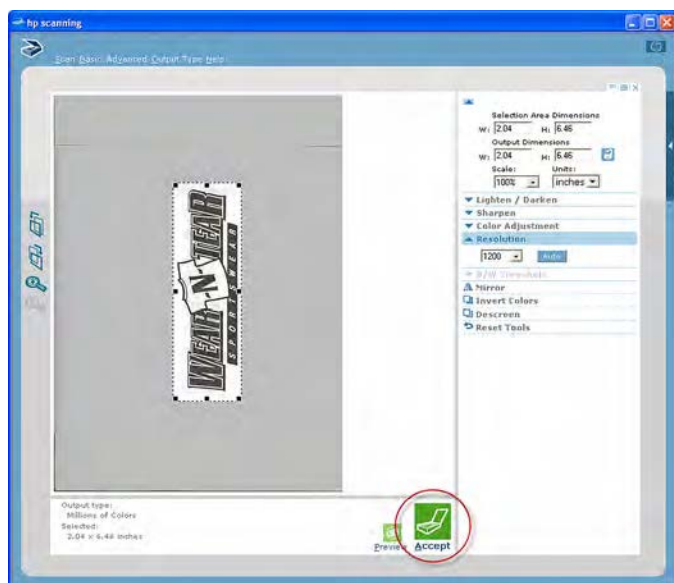 hp scanning
Scan Basic Advanced Output Type Help
Selection Area Dimensions
W: 2.04 H: 6.46
Output Dimensions
W: 2.04 H: 6.46
Scale: Units:
100% inches
Lighten / Darken
Sharpen
Color Adjustment
Resolution
1200 Auto
B/W Threshold
Mirror
Invert Colors
Descreen
Reset Tools
WEAR-N-TEAR
SPORTSWEAR
Output type:
Millions of Colors
Selected:
2.04 x 6.46 inches
Preview Accept